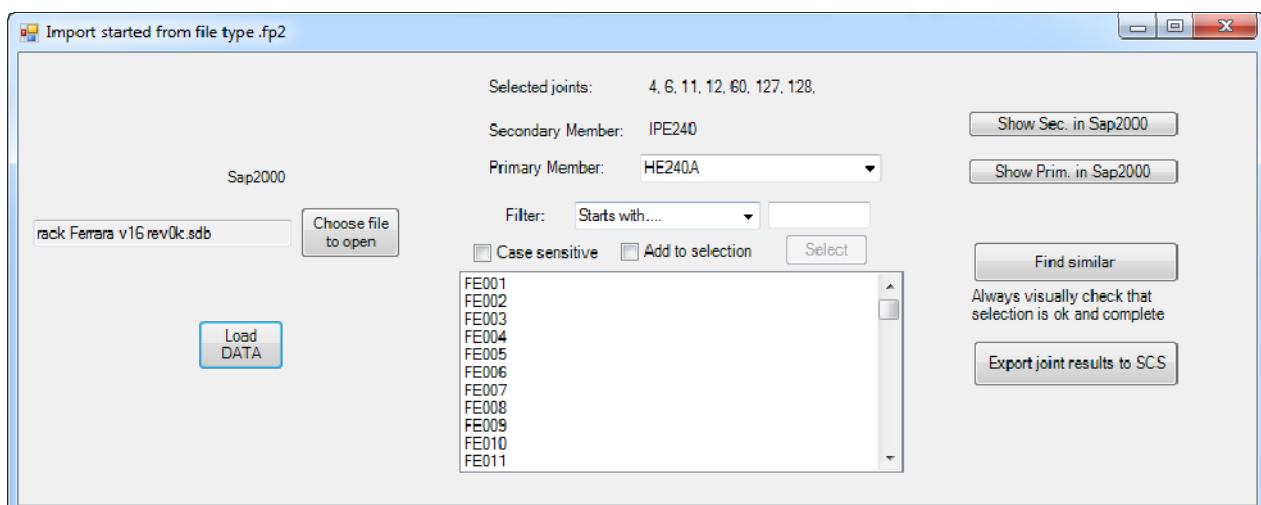 Import started from file type .fp2
Selected joints: 4, 6, 11, 12, 60, 127, 128,
Secondary Member: IPE240
Show Sec. in Sap2000
Primary Member: HE240A
Show Prim. in Sap2000
Sap2000
Filter: Starts with....
rack Ferrara v16 rev0k.sdb
Choose file
to open
Case sensitive Add to selection Select
Find similar
Always visually check that
selection is ok and complete
Load
DATA
Export joint results to SCS
FE001
FE002
FE003
FE004
FE005
FE006
FE007
FE008
FE009
FE010
FE011